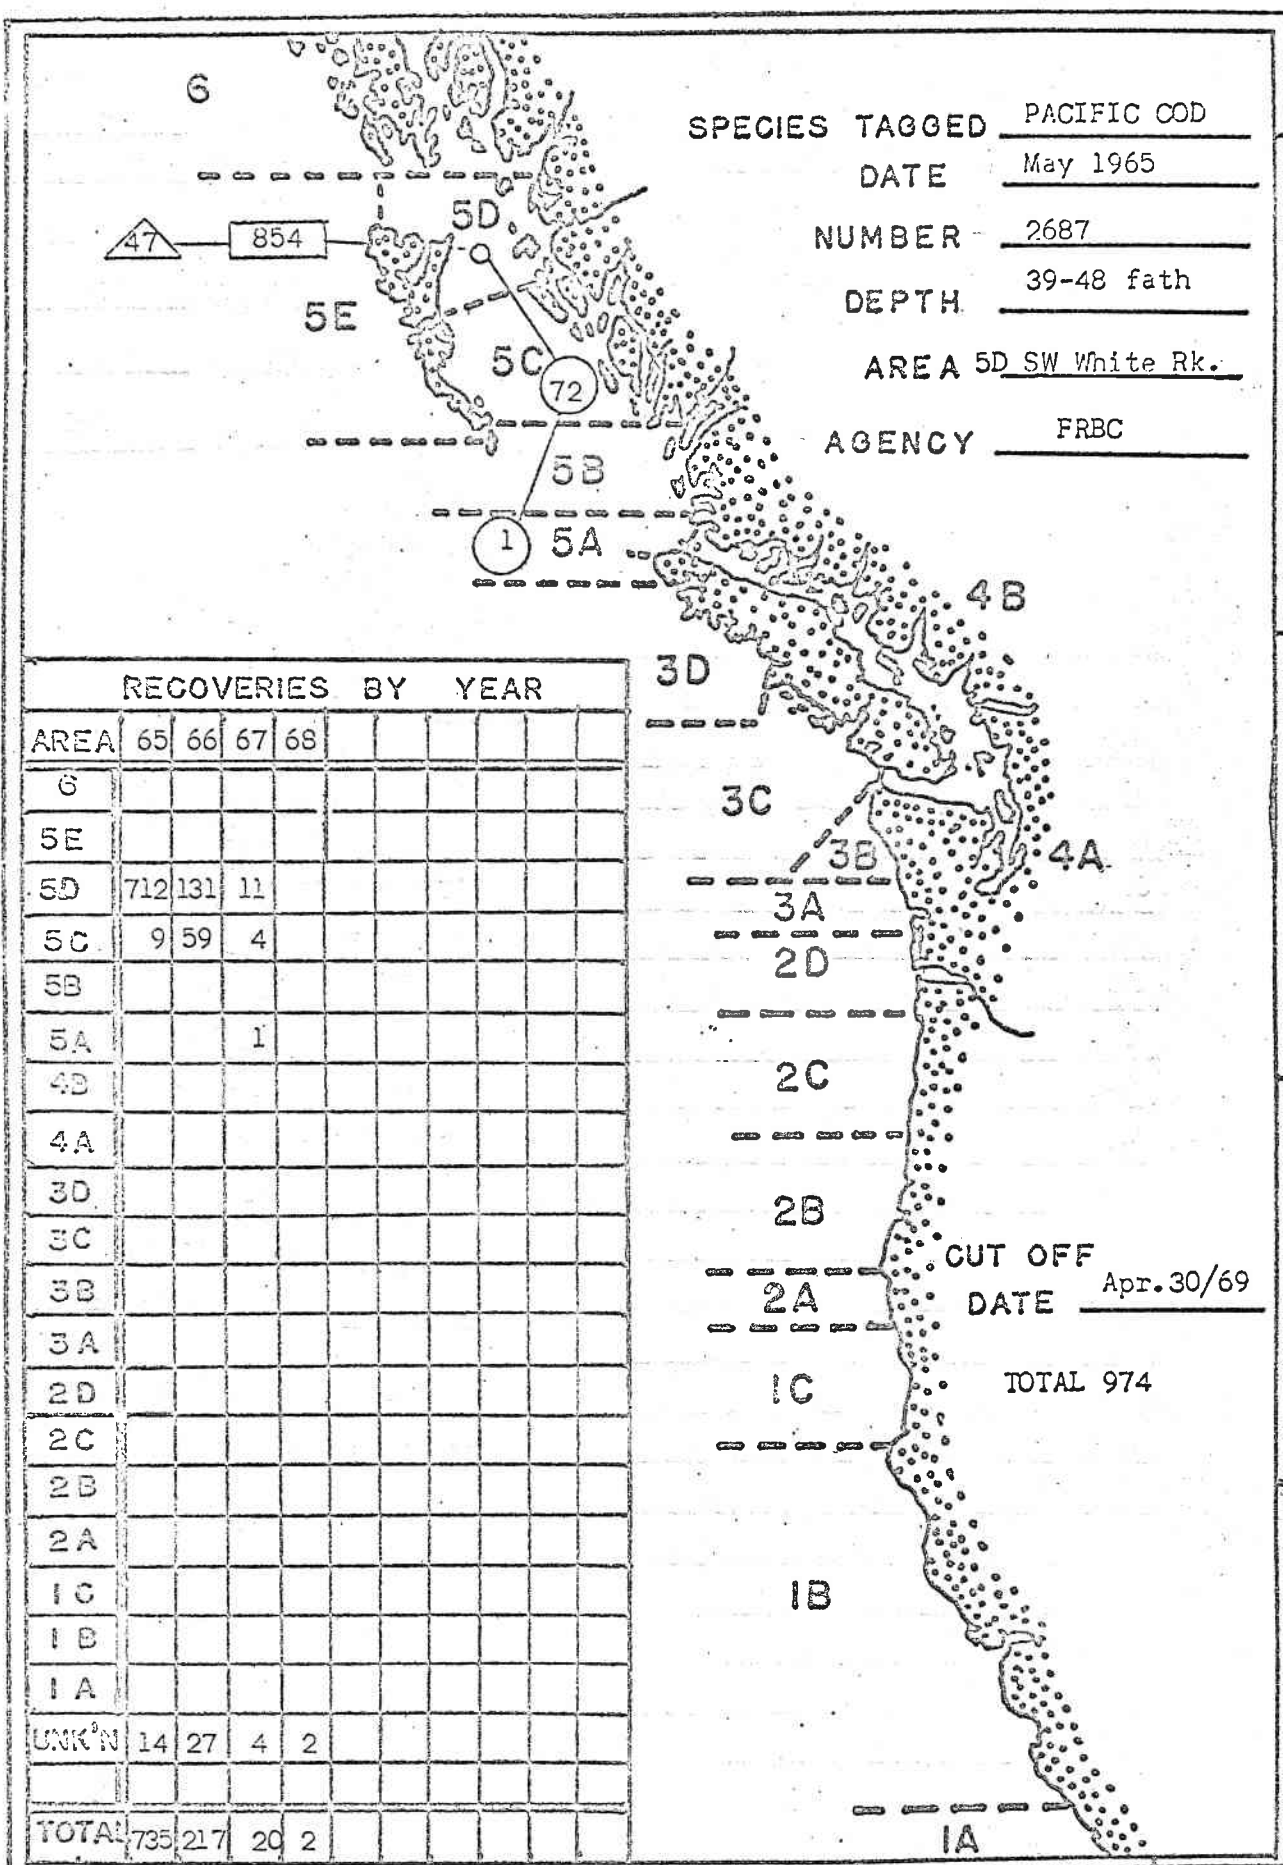 SPECIES TAGGED PACIFIC COD
DATE May 1965
NUMBER 2687
DEPTH 39-48 fath
AREA 5D SW White Rk.
AGENCY FRBC
6
5D
47 854
5E
5C
72
5B
1 5A
4B
3D
3C
3B
4A
3A
2D
2C
2B
2A
1C
1B
1A
CUT OFF
DATE Apr.30/69
TOTAL 974
RECOVERIES BY YEAR
AREA 65 66 67 68
6
5E
5D 712 131 11
5C 9 59 4
5B
5A 1
4B
4A
3D
3C
3B
3A
2D
2C
2B
2A
1C
1B
1A
UNK'N 14 27 4 2
TOTAL 735 217 20 2